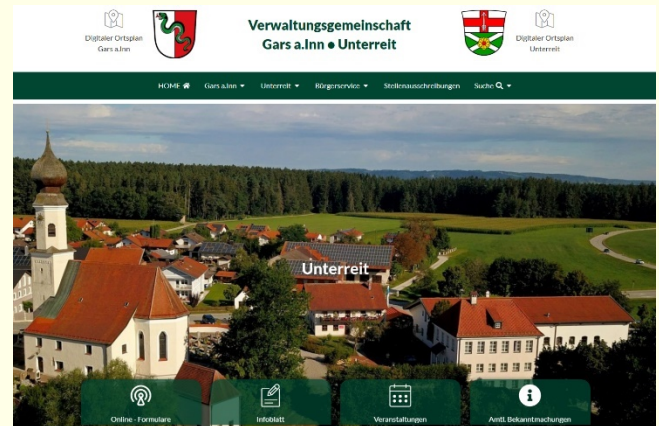 Digitaler Ortsplan
Gars a.Inn
Verwaltungsgemeinschaft
Gars a.Inn ● Unterreit
Digitaler Ortsplan
Unterreit
HOME
Gars a.Inn
Unterreit
Bürgerservice
Stellenausschreibungen
Suche
Unterreit
Online - Formulare
Infoblatt
Veranstaltungen
Amtl. Bekanntmachungen